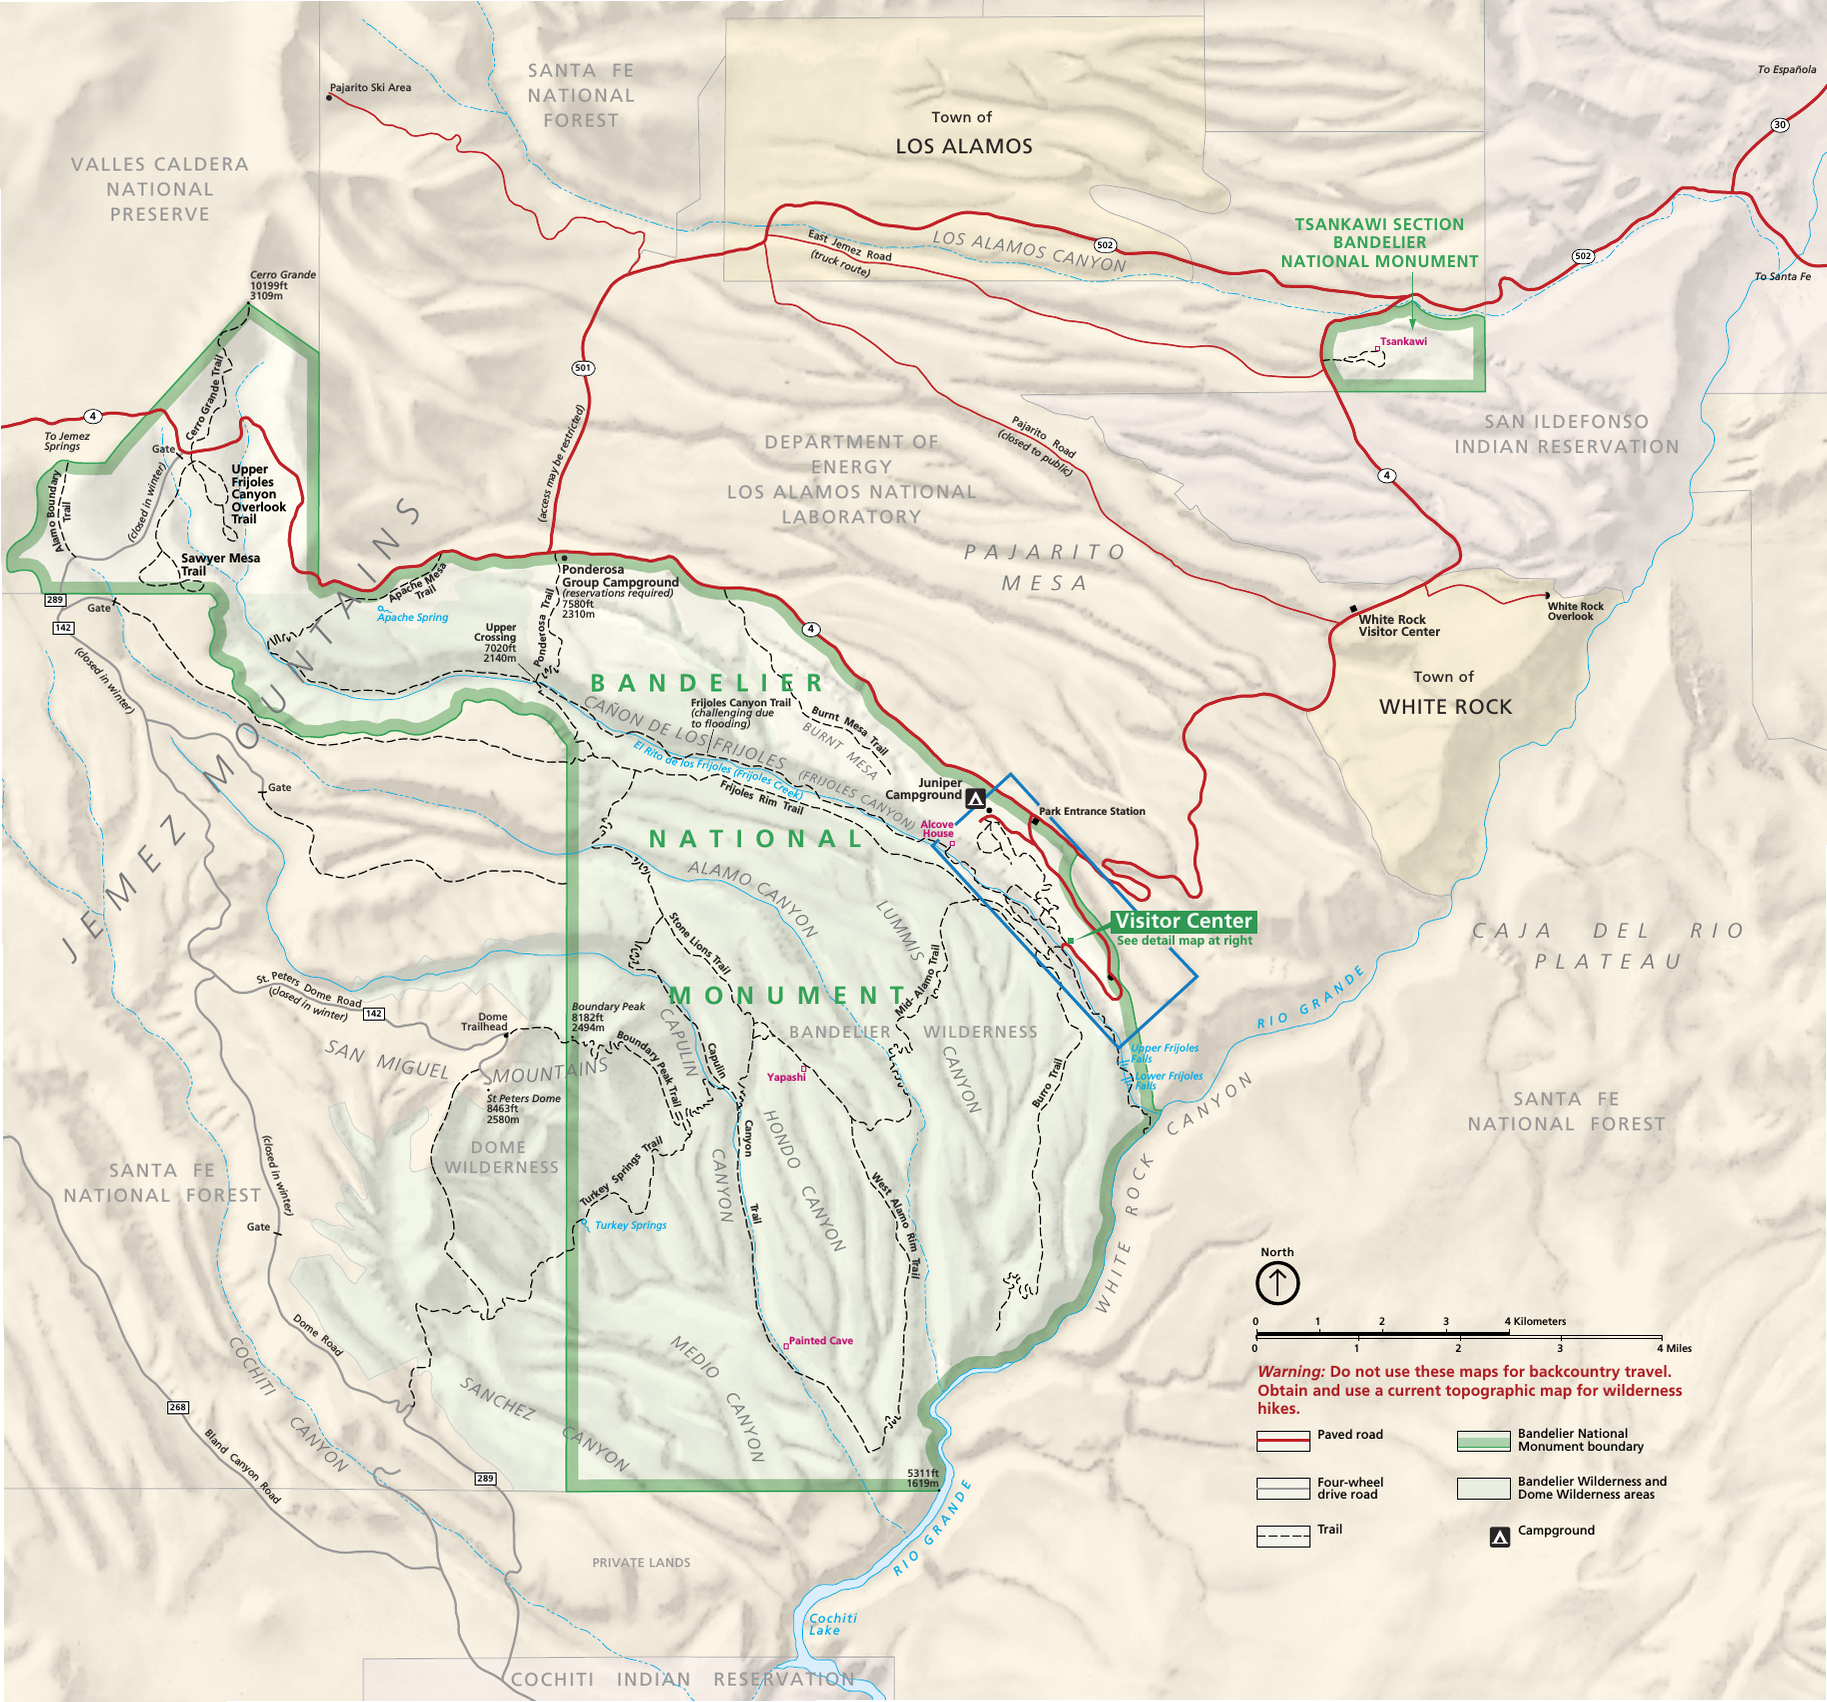 SANTA FE
NATIONAL
FOREST
Pajarito Ski Area
Town of
LOS ALAMOS
To Española
30
VALLES CALDERA
NATIONAL
PRESERVE
TSANKAWI SECTION
BANDELIER
NATIONAL MONUMENT
East Jemez Road
(truck route)
LOS ALAMOS CANYON
502
502
To Santa Fe
Cerro Grande
10199ft
3109m
Tsankawi
501
Cerro Grande Trail
4
To Jemez
Springs
Gate
(access may be restricted)
Pajarito Road
(closed to public)
DEPARTMENT OF
ENERGY
LOS ALAMOS NATIONAL
LABORATORY
SAN ILDEFONSO
INDIAN RESERVATION
4
Alamo Boundary
Trail
(closed in winter)
Upper
Frijoles
Canyon
Overlook
Trail
Sawyer Mesa
Trail
PAJARITO
MESA
289
Gate
142
Apache Mesa
Trail
Apache Spring
Ponderosa
Group Campground
(reservations required)
7580ft
2310m
Ponderosa Trail
Upper
Crossing
7020ft
2140m
4
White Rock
Visitor Center
White Rock
Overlook
Town of
WHITE ROCK
(closed in winter)
JEMEZ MOUNTAINS
BANDELIER
NATIONAL
MONUMENT
Frijoles Canyon Trail
(challenging due
to flooding)
CAÑON DE LOS FRIJOLES
(FRIJOLES CANYON)
El Rito de los Frijoles (Frijoles Creek)
Burnt Mesa Trail
BURNT MESA
Frijoles Rim Trail
Gate
Juniper
Campground
Park Entrance Station
Alcove
House
ALAMO CANYON
LUMMIS
CANYON
Visitor Center
See detail map at right
Stone Lions Trail
Mid-Alamo Trail
CAJA DEL RIO
PLATEAU
St. Peters Dome Road
(closed in winter)
142
Dome
Trailhead
Boundary Peak
8182ft
2494m
Boundary Peak Trail
BANDELIER WILDERNESS
RIO GRANDE
SAN MIGUEL
MOUNTAINS
St Peters Dome
8463ft
2580m
CAPULIN
CANYON
Capulin
Canyon
Trail
Yapashi
Burro Trail
Upper Frijoles
Falls
Lower Frijoles
Falls
WHITE ROCK CANYON
SANTA FE
NATIONAL FOREST
DOME
WILDERNESS
HONDO
CANYON
Turkey Springs Trail
Turkey Springs
West Alamo Rim Trail
SANTA FE
NATIONAL FOREST
(closed in winter)
Gate
Dome Road
Painted Cave
MEDIO
CANYON
SANCHEZ
CANYON
COCHITI
CANYON
268
Bland Canyon Road
289
5311ft
1619m
RIO GRANDE
PRIVATE LANDS
Cochiti
Lake
COCHITI INDIAN RESERVATION
North
0 1 2 3 4 Kilometers
0 1 2 3 4 Miles
Warning: Do not use these maps for backcountry travel.
Obtain and use a current topographic map for wilderness
hikes.
Paved road
Bandelier National
Monument boundary
Four-wheel
drive road
Bandelier Wilderness and
Dome Wilderness areas
Trail
Campground